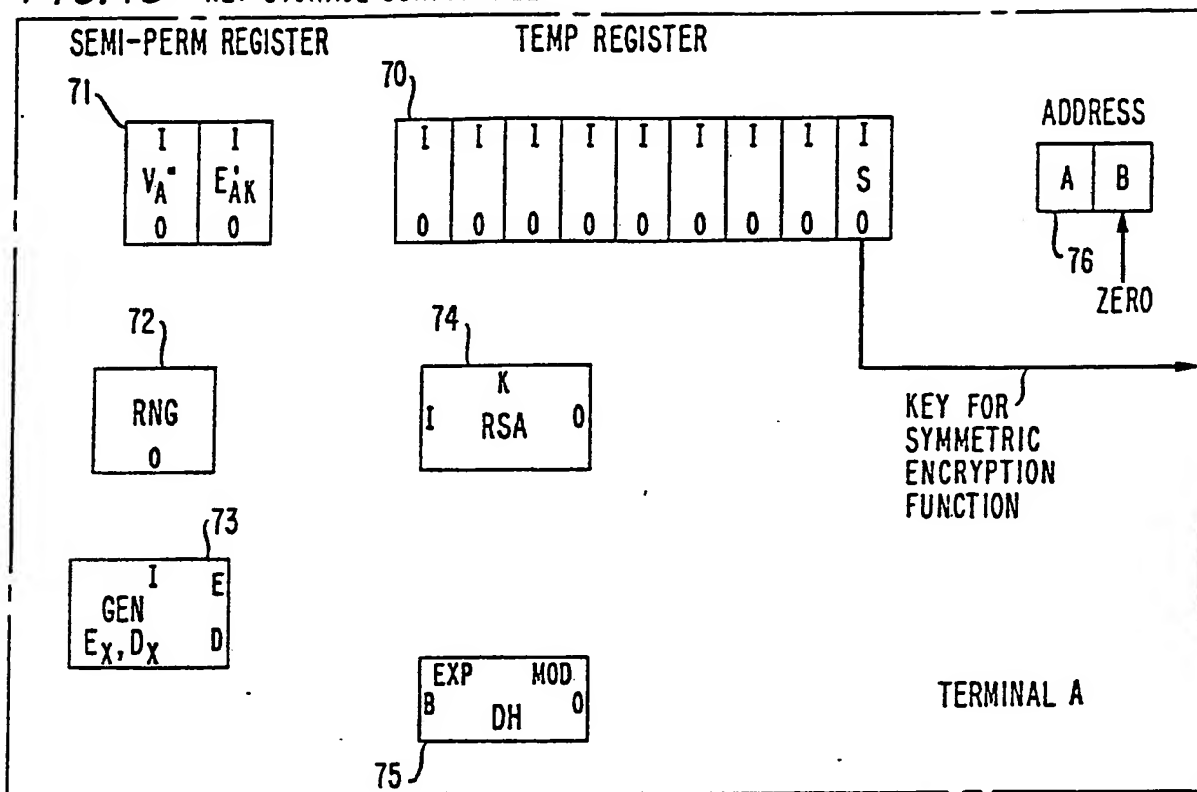 SEMI-PERM REGISTER
TEMP REGISTER
71
70
I I
V_A" E'_AK
0 0
I I I I I I I I I
S
0 0 0 0 0 0 0 0 0
ADDRESS
A B
76
ZERO
72
RNG
0
74
K
I RSA 0
KEY FOR
SYMMETRIC
ENCRYPTION
FUNCTION
73
I E
GEN
E_X, D_X D
EXP MOD
B DH 0
75
TERMINAL A